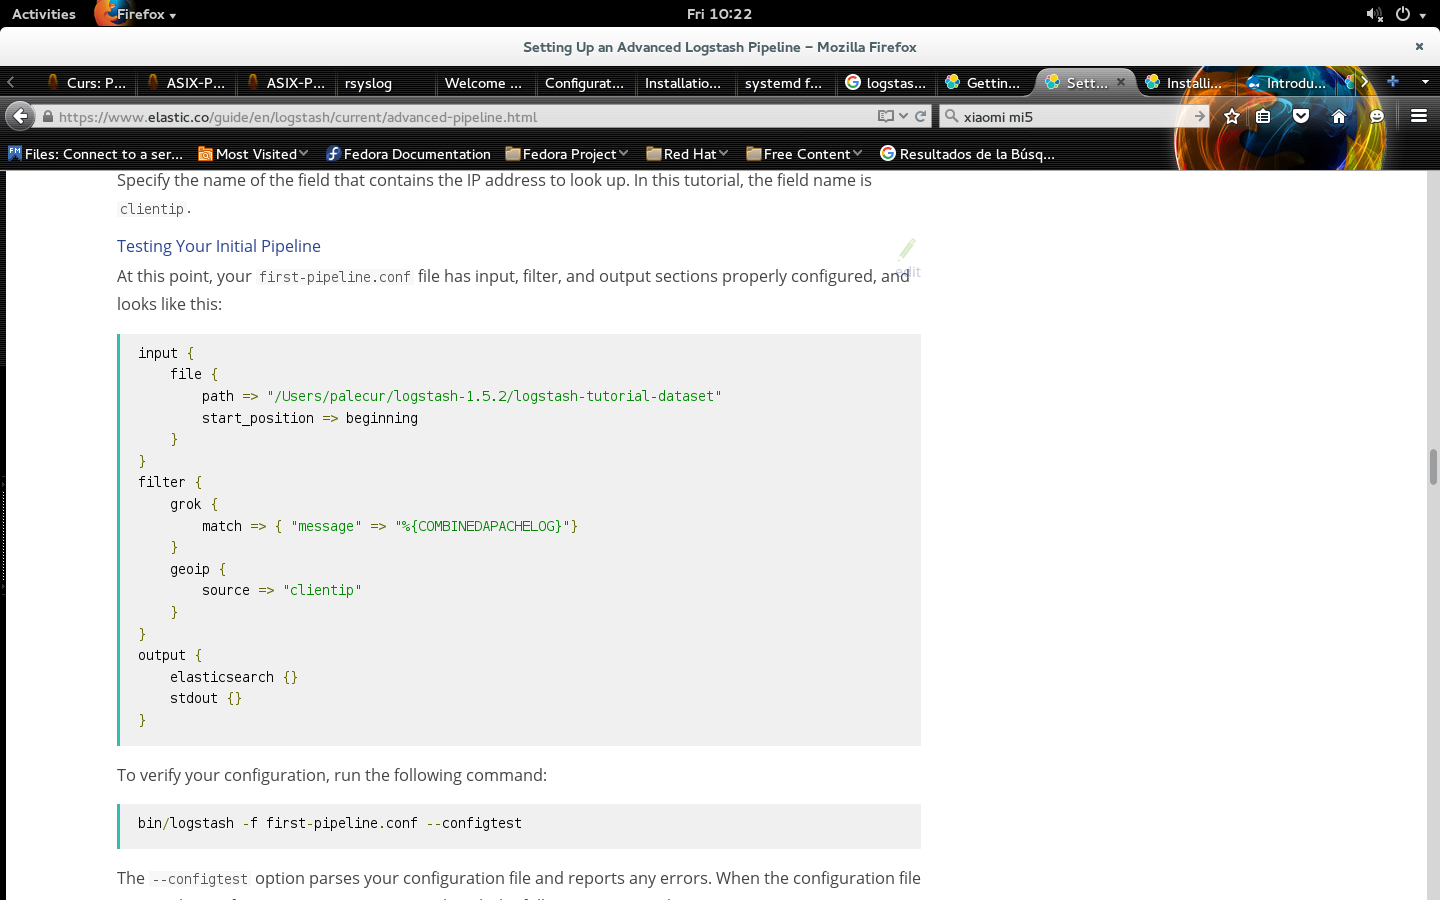 Activities Firefox Fri 10:22
Setting Up an Advanced Logstash Pipeline – Mozilla Firefox ×
Curs: P... ASIX-P... ASIX-P... rsyslog Welcome ... Configurat... Installatio... systemd f... logstas... Gettin... Sett... × Installi... Introdu...
https://www.elastic.co/guide/en/logstash/current/advanced-pipeline.html xiaomi mi5
Files: Connect to a ser... Most Visited Fedora Documentation Fedora Project Red Hat Free Content Resultados de la Búsq...
Specify the name of the field that contains the IP address to look up. In this tutorial, the field name is
clientip.
Testing Your Initial Pipeline
edit
At this point, your first-pipeline.conf file has input, filter, and output sections properly configured, and
looks like this:
input {
    file {
        path => "/Users/palecur/logstash-1.5.2/logstash-tutorial-dataset"
        start_position => beginning
    }
}
filter {
    grok {
        match => { "message" => "%{COMBINEDAPACHELOG}"}
    }
    geoip {
        source => "clientip"
    }
}
output {
    elasticsearch {}
    stdout {}
}
To verify your configuration, run the following command:
bin/logstash -f first-pipeline.conf --configtest
The --configtest option parses your configuration file and reports any errors. When the configuration file